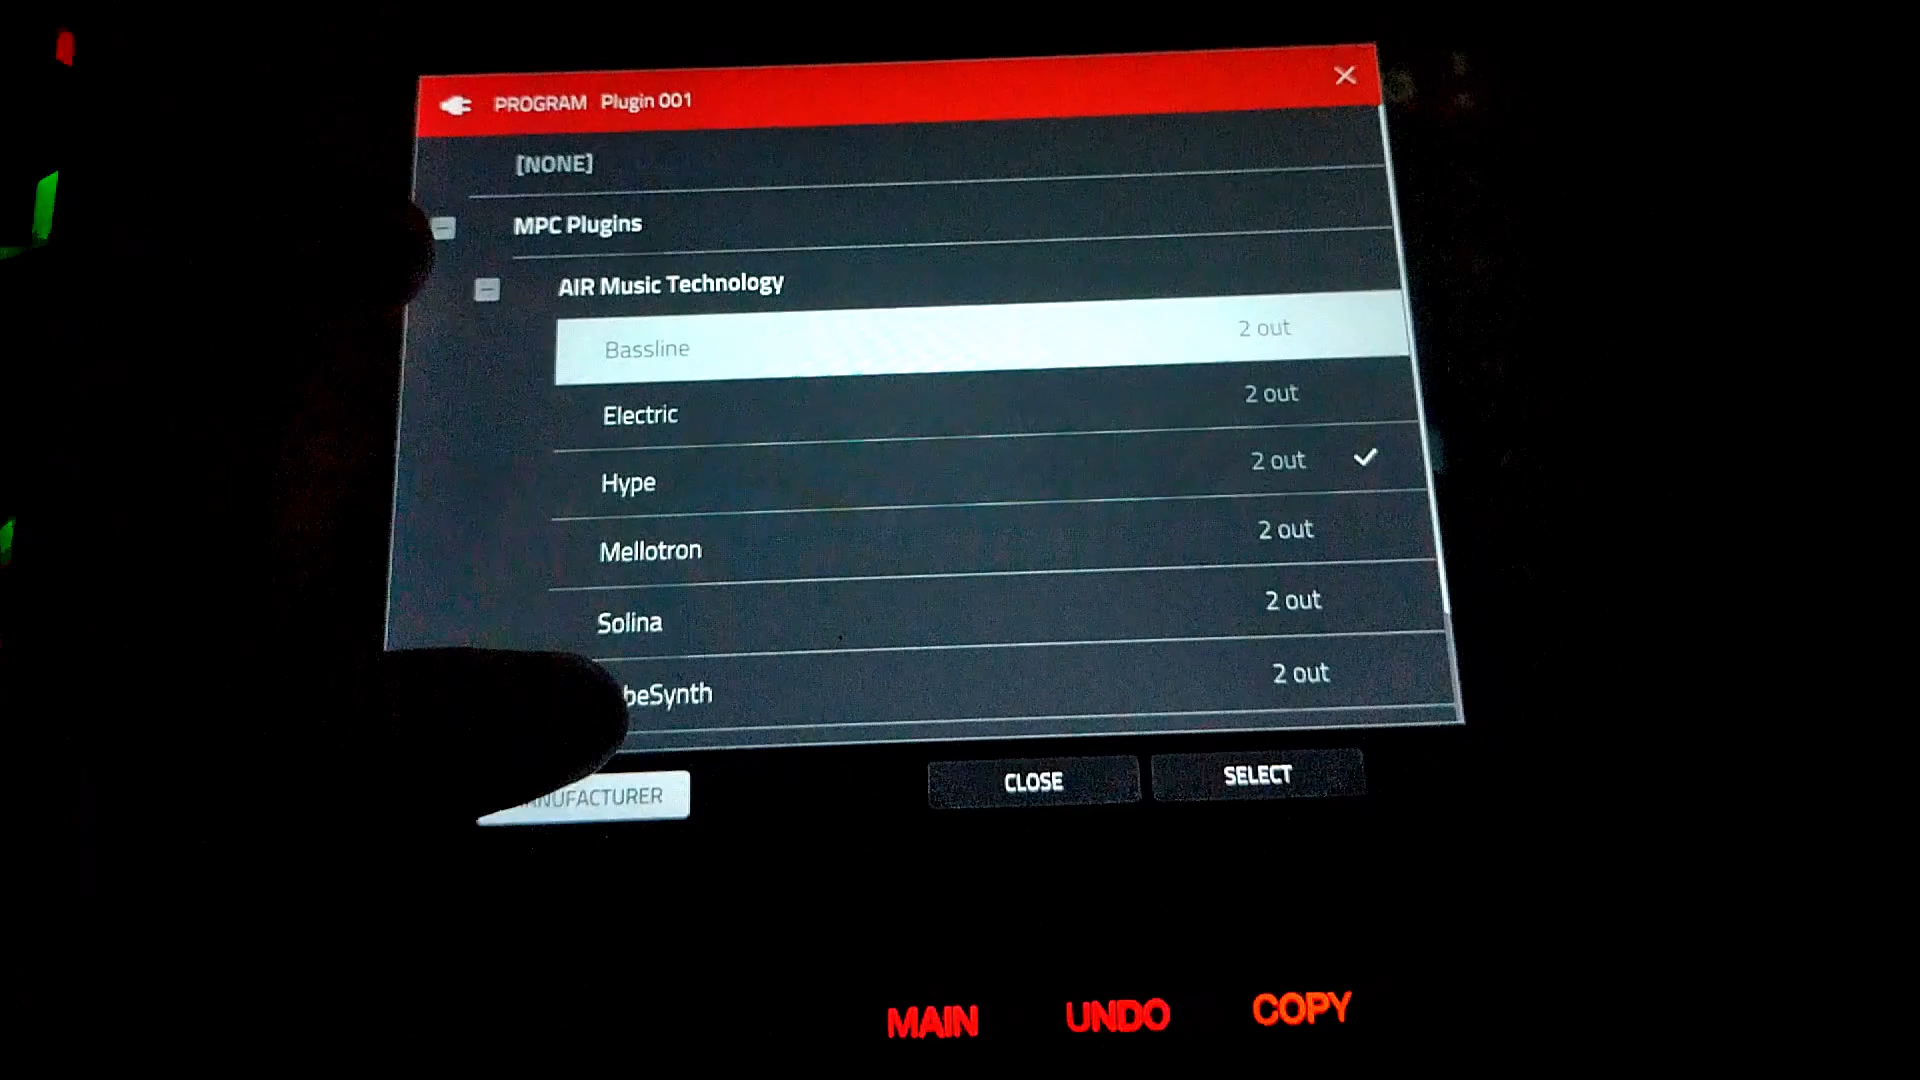 PROGRAM Plugin 001
[NONE]
MPC Plugins
AIR Music Technology
Bassline 2 out
Electric 2 out
Hype 2 out
Mellotron 2 out
Solina 2 out
beSynth 2 out
NUFACTURER CLOSE SELECT
MAIN UNDO COPY